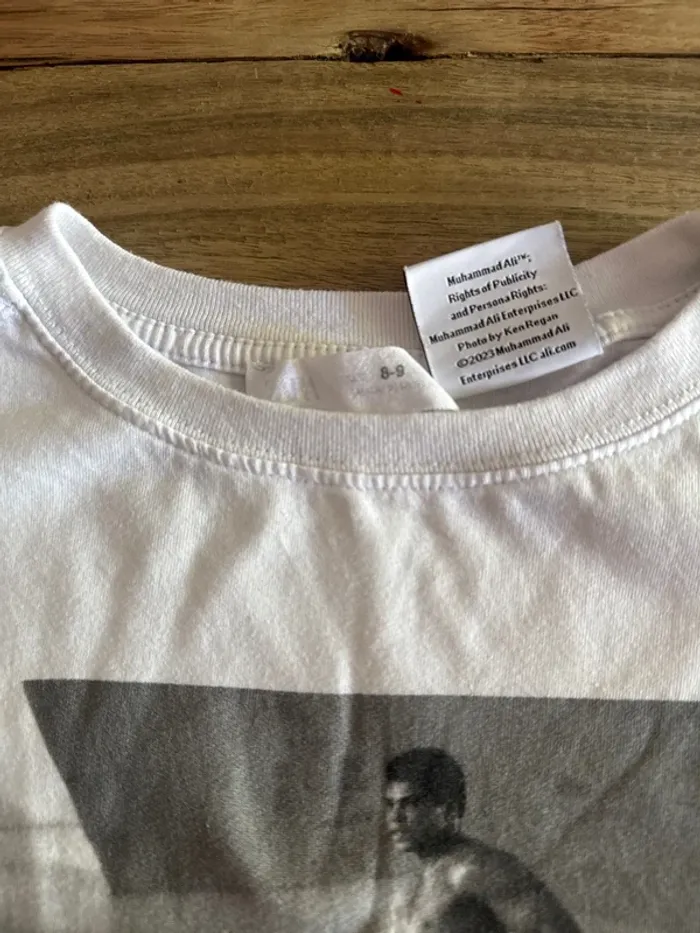 Muhammad Ali™;
Rights of Publicity
and Persona Rights:
Muhammad Ali Enterprises LLC
Photo by Ken Regan
©2023 Muhammad Ali
Enterprises LLC ali.com
8-9